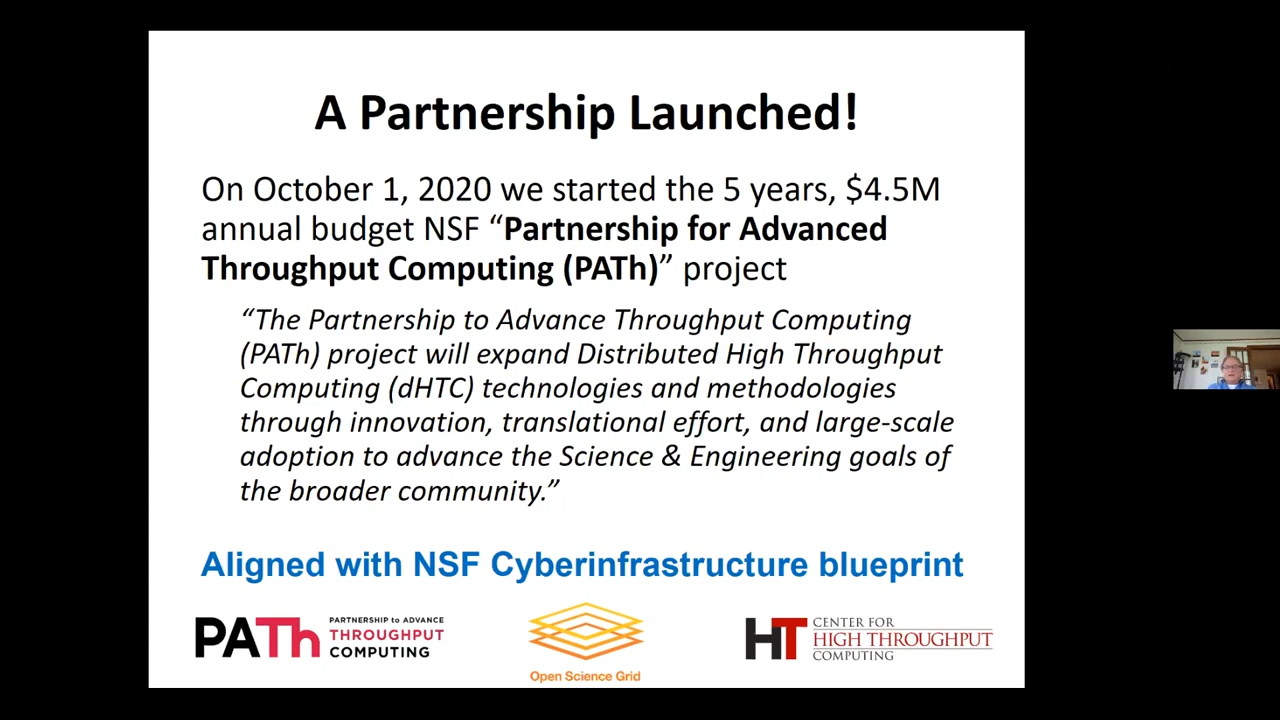 A Partnership Launched!
On October 1, 2020 we started the 5 years, $4.5M
annual budget NSF “Partnership for Advanced
Throughput Computing (PATh)” project
“The Partnership to Advance Throughput Computing
(PATh) project will expand Distributed High Throughput
Computing (dHTC) technologies and methodologies
through innovation, translational effort, and large-scale
adoption to advance the Science & Engineering goals of
the broader community.”
Aligned with NSF Cyberinfrastructure blueprint
PATh
PARTNERSHIP to ADVANCE
THROUGHPUT
COMPUTING
Open Science Grid
HT
CENTER FOR
HIGH THROUGHPUT
COMPUTING